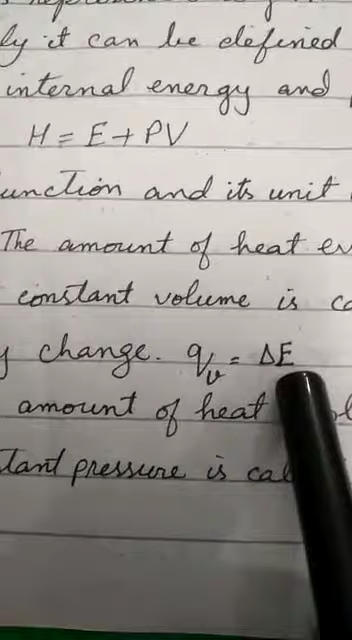 ly it can be defined
internal energy and
H = E + PV
unction and its unit
The amount of heat ev
constant volume is ca
y change. qv = ΔE
amount of heat
tant pressure is cal